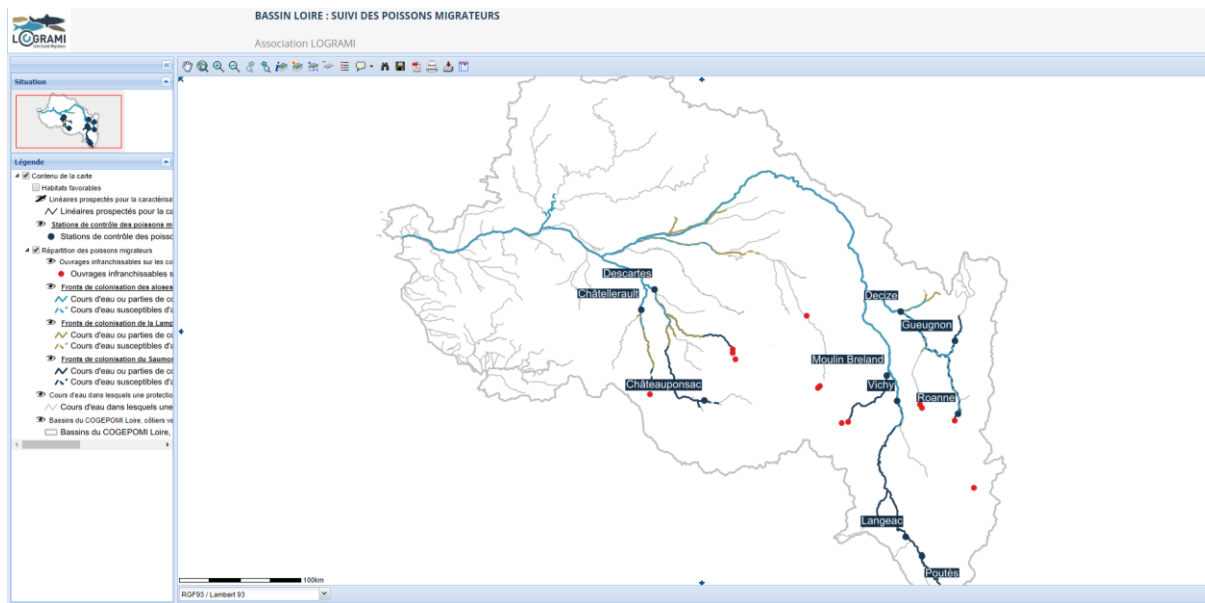 BASSIN LOIRE : SUIVI DES POISSONS MIGRATEURS
LOGRAMI
Association LOGRAMI
Situation
Légende
Contenu de la carte
Habitats favorables
Linéaires prospectés pour la caractérisa
Linéaires prospectés pour la ca
Stations de contrôle des poissons m
Stations de contrôle des poisso
Répartition des poissons migrateurs
Ouvrages infranchissables sur les co
Ouvrages infranchissables s
Fronts de colonisation des aloses
Cours d'eau ou parties de co
Cours d'eau susceptibles d'a
Fronts de colonisation de la Lamp
Cours d'eau ou parties de co
Cours d'eau susceptibles d'a
Fronts de colonisation du Saumon
Cours d'eau ou parties de co
Cours d'eau susceptibles d'a
Cours d'eau dans lesquels une protectio
Cours d'eau dans lesquels une
Bassins du COGEPOMI Loire, côtiers ve
Bassins du COGEPOMI Loire,
Descartes
Châtellerault
Decize
Gueugnon
Moulin Breland
Vichy
Châteauponsac
Roanne
Langeac
Poutès
100km
RGF93 / Lambert 93